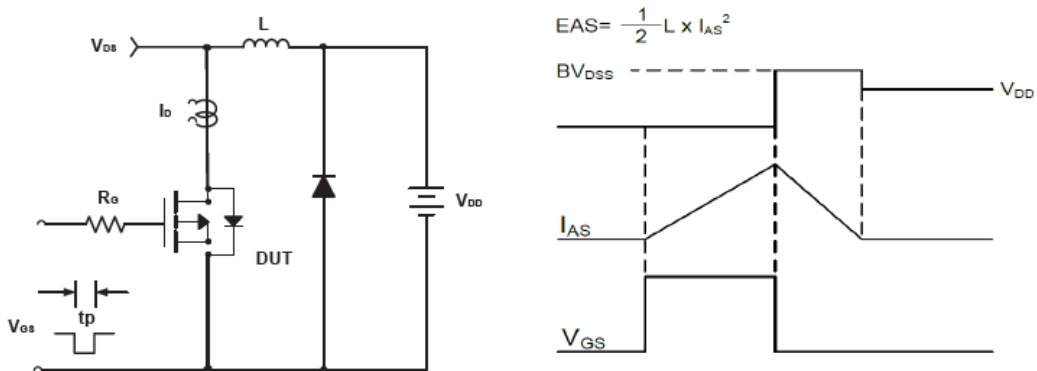 L
VDS
ID
RG
VDD
DUT
tp
VGS
EAS= 1/2 L x IAS²
BVDSS
VDD
IAS
VGS